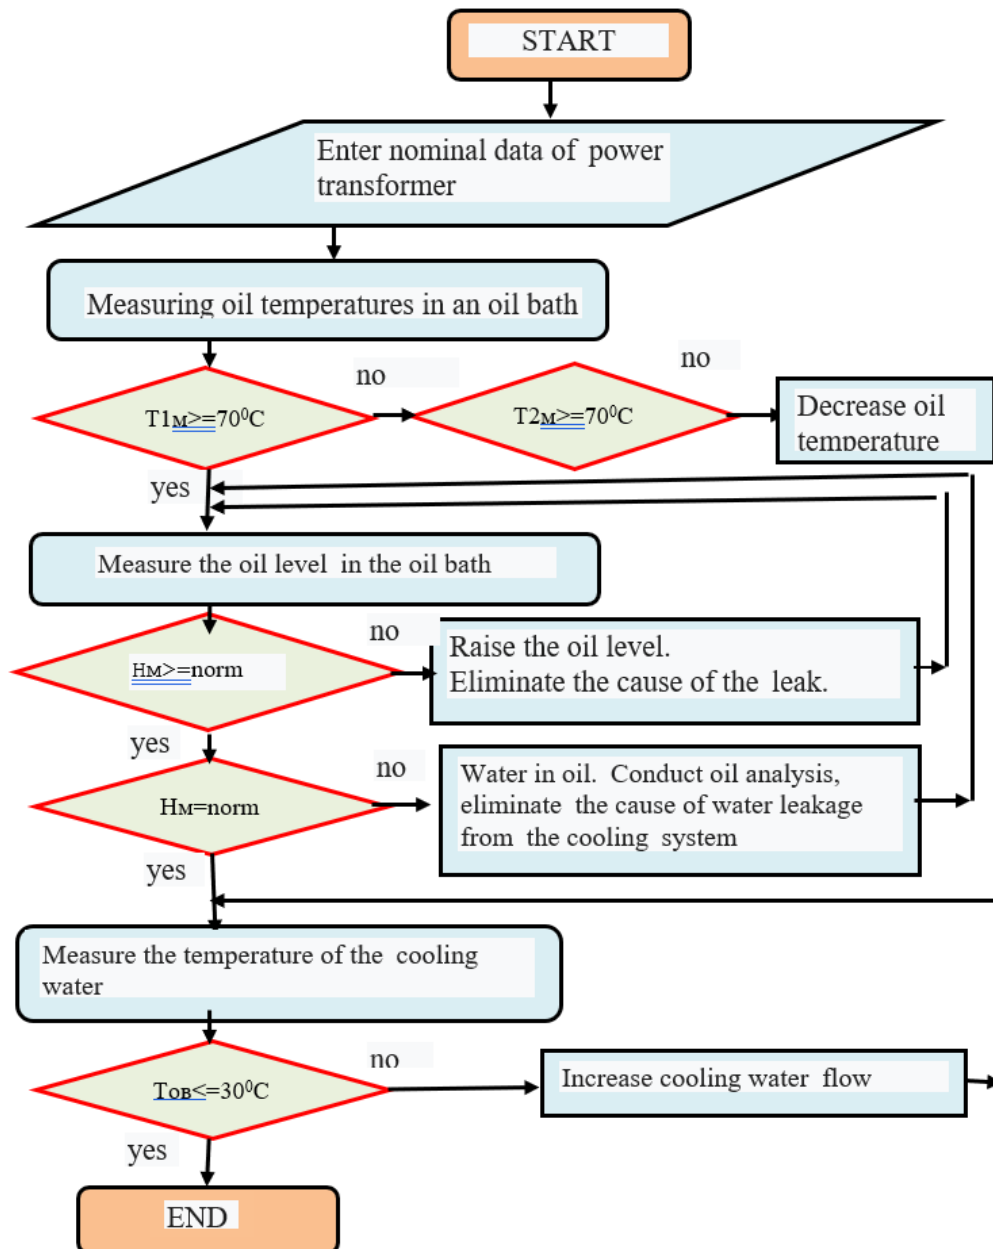 START
Enter nominal data of power
transformer
Measuring oil temperatures in an oil bath
no
no
T1м>=70⁰C
T2м>=70⁰C
Decrease oil
temperature
yes
Measure the oil level in the oil bath
no
Raise the oil level.
Eliminate the cause of the leak.
Hм>=norm
yes
no
Water in oil. Conduct oil analysis,
eliminate the cause of water leakage
from the cooling system
Hм=norm
yes
Measure the temperature of the cooling
water
no
Tов<=30⁰C
Increase cooling water flow
yes
END